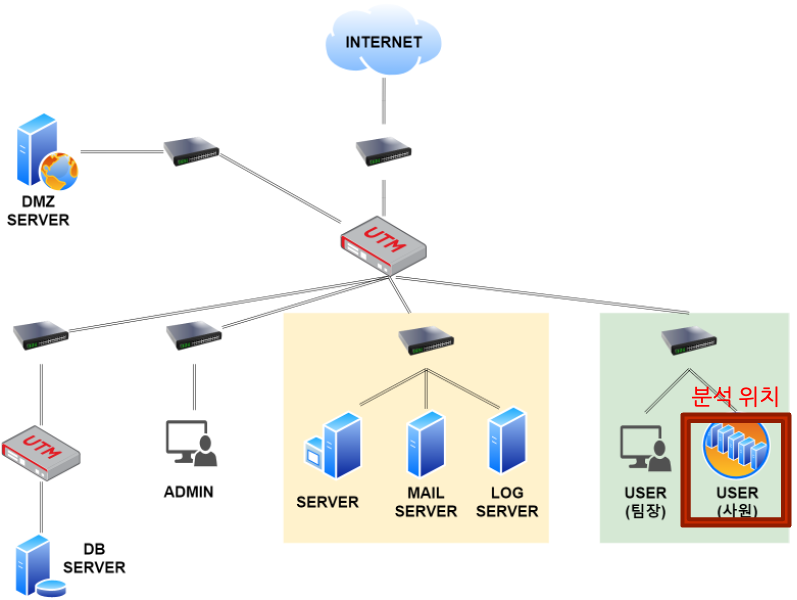 INTERNET
DMZ
SERVER
UTM
분석 위치
UTM
ADMIN
SERVER
MAIL
SERVER
LOG
SERVER
USER
(팀장)
USER
(사원)
DB
SERVER